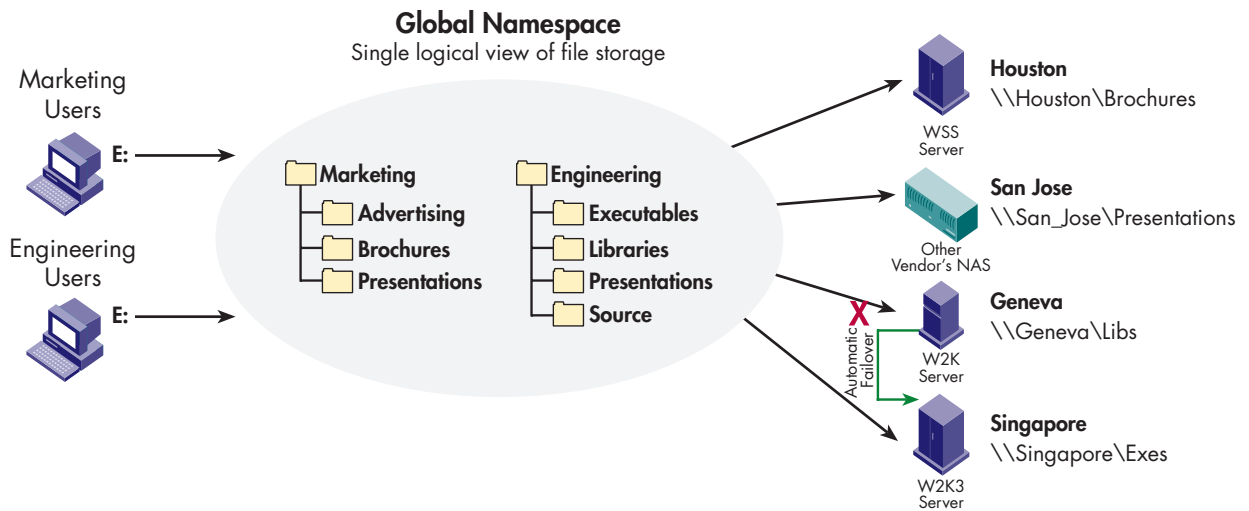 Global Namespace
Single logical view of file storage
Marketing
Users
E:
Engineering
Users
E:
Marketing
Advertising
Brochures
Presentations
Engineering
Executables
Libraries
Presentations
Source
Houston
\\Houston\Brochures
WSS
Server
San Jose
\\San_Jose\Presentations
Other
Vendor's NAS
Geneva
\\Geneva\Libs
W2K
Server
X
Automatic
Failover
Singapore
\\Singapore\Exes
W2K3
Server